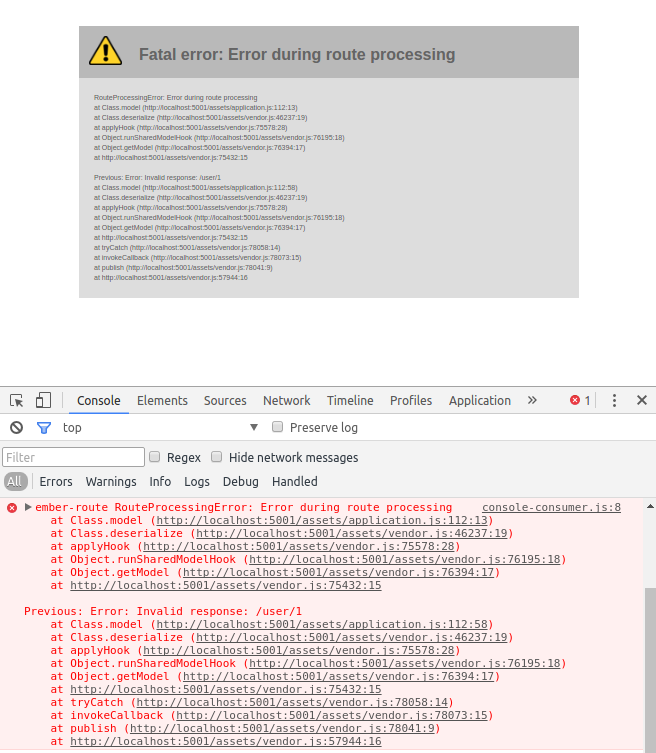 Fatal error: Error during route processing
RouteProcessingError: Error during route processing
at Class.model (http://localhost:5001/assets/application.js:112:13)
at Class.deserialize (http://localhost:5001/assets/vendor.js:46237:19)
at applyHook (http://localhost:5001/assets/vendor.js:75578:28)
at Object.runSharedModelHook (http://localhost:5001/assets/vendor.js:76195:18)
at Object.getModel (http://localhost:5001/assets/vendor.js:76394:17)
at http://localhost:5001/assets/vendor.js:75432:15
Previous: Error: Invalid response: /user/1
at Class.model (http://localhost:5001/assets/application.js:112:58)
at Class.deserialize (http://localhost:5001/assets/vendor.js:46237:19)
at applyHook (http://localhost:5001/assets/vendor.js:75578:28)
at Object.runSharedModelHook (http://localhost:5001/assets/vendor.js:76195:18)
at Object.getModel (http://localhost:5001/assets/vendor.js:76394:17)
at http://localhost:5001/assets/vendor.js:75432:15
at tryCatch (http://localhost:5001/assets/vendor.js:78058:14)
at invokeCallback (http://localhost:5001/assets/vendor.js:78073:15)
at publish (http://localhost:5001/assets/vendor.js:78041:9)
at http://localhost:5001/assets/vendor.js:57944:16
Console Elements Sources Network Timeline Profiles Application » 1
top Preserve log
Filter Regex Hide network messages
All Errors Warnings Info Logs Debug Handled
ember-route RouteProcessingError: Error during route processing console-consumer.js:8
at Class.model (http://localhost:5001/assets/application.js:112:13)
at Class.deserialize (http://localhost:5001/assets/vendor.js:46237:19)
at applyHook (http://localhost:5001/assets/vendor.js:75578:28)
at Object.runSharedModelHook (http://localhost:5001/assets/vendor.js:76195:18)
at Object.getModel (http://localhost:5001/assets/vendor.js:76394:17)
at http://localhost:5001/assets/vendor.js:75432:15
Previous: Error: Invalid response: /user/1
at Class.model (http://localhost:5001/assets/application.js:112:58)
at Class.deserialize (http://localhost:5001/assets/vendor.js:46237:19)
at applyHook (http://localhost:5001/assets/vendor.js:75578:28)
at Object.runSharedModelHook (http://localhost:5001/assets/vendor.js:76195:18)
at Object.getModel (http://localhost:5001/assets/vendor.js:76394:17)
at http://localhost:5001/assets/vendor.js:75432:15
at tryCatch (http://localhost:5001/assets/vendor.js:78058:14)
at invokeCallback (http://localhost:5001/assets/vendor.js:78073:15)
at publish (http://localhost:5001/assets/vendor.js:78041:9)
at http://localhost:5001/assets/vendor.js:57944:16